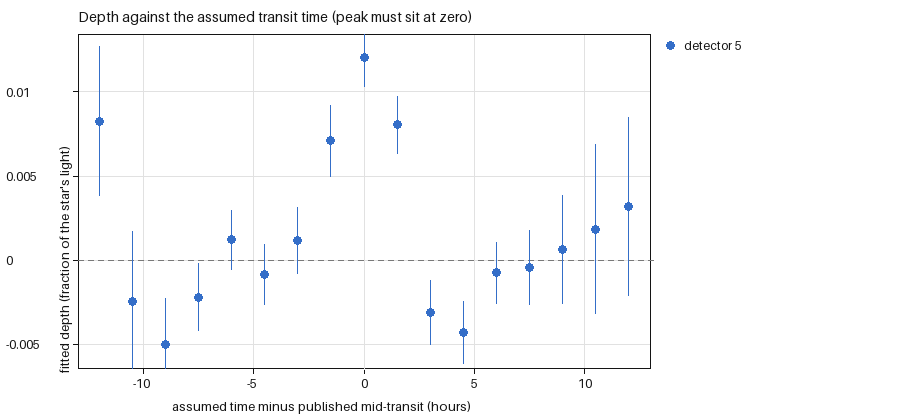 Depth against the assumed transit time (peak must sit at zero)
detector 5
0.01
0.005
0
-0.005
fitted depth (fraction of the star's light)
-10
-5
0
5
10
assumed time minus published mid-transit (hours)